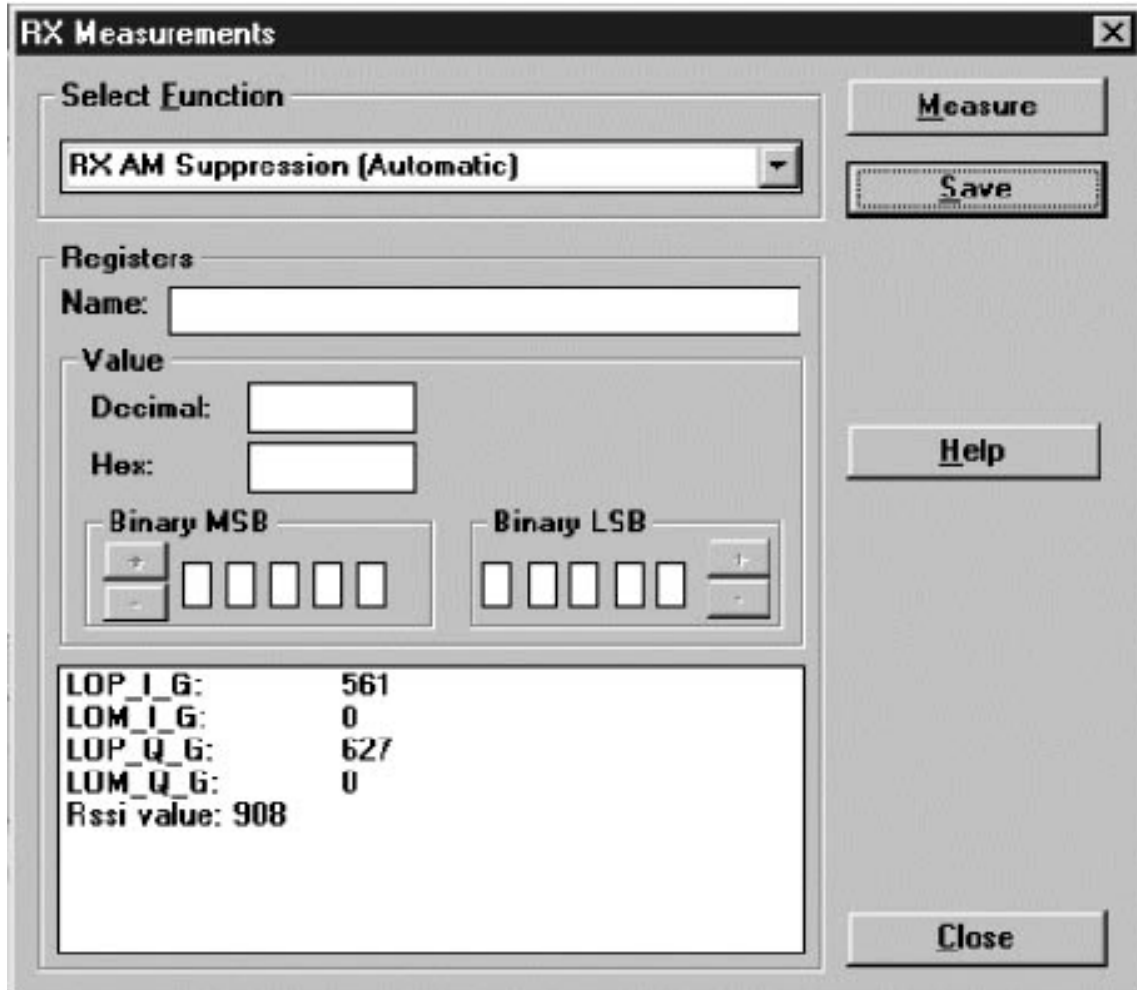 RX Measurements
Select Function
Measure
RX AM Suppression (Automatic)
Save
Registers
Name:
Value
Decimal:
Hex:
Help
Binary MSB
Binary LSB
+
+
-
-
LOP_I_G: 561
LOM_I_G: 0
LOP_Q_G: 627
LOM_Q_G: 0
Rssi value: 908
Close